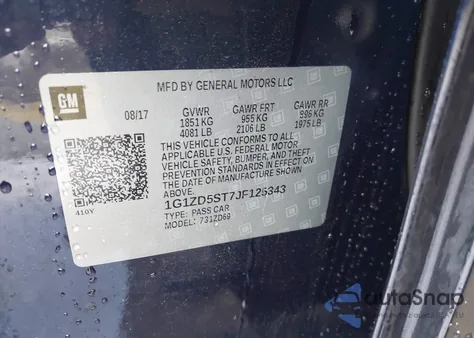 MFD BY GENERAL MOTORS LLC
GM
08/17 GVWR GAWR FRT GAWR RR
1851 KG 955 KG 896 KG
4081 LB 2106 LB 1975 LB
THIS VEHICLE CONFORMS TO ALL
APPLICABLE U.S. FEDERAL MOTOR
VEHICLE SAFETY, BUMPER, AND THEFT
PREVENTION STANDARDS IN EFFECT ON
THE DATE OF MANUFACTURE SHOWN
ABOVE.
1G1ZD5ST7JF126343
TYPE: PASS CAR
MODEL: 731ZD69
410Y
autoSnap